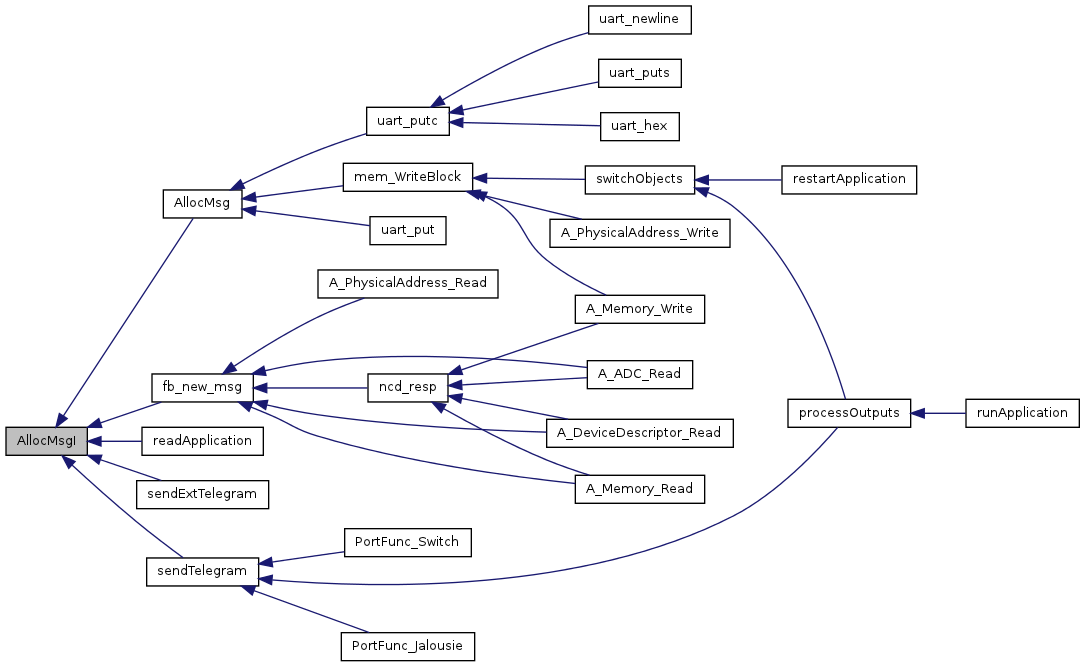 uart_newline
uart_puts
uart_putc
uart_hex
mem_WriteBlock
switchObjects
restartApplication
AllocMsg
uart_put
A_PhysicalAddress_Write
A_PhysicalAddress_Read
A_Memory_Write
A_ADC_Read
fb_new_msg
ncd_resp
processOutputs
runApplication
A_DeviceDescriptor_Read
AllocMsgI
readApplication
A_Memory_Read
sendExtTelegram
PortFunc_Switch
sendTelegram
PortFunc_Jalousie